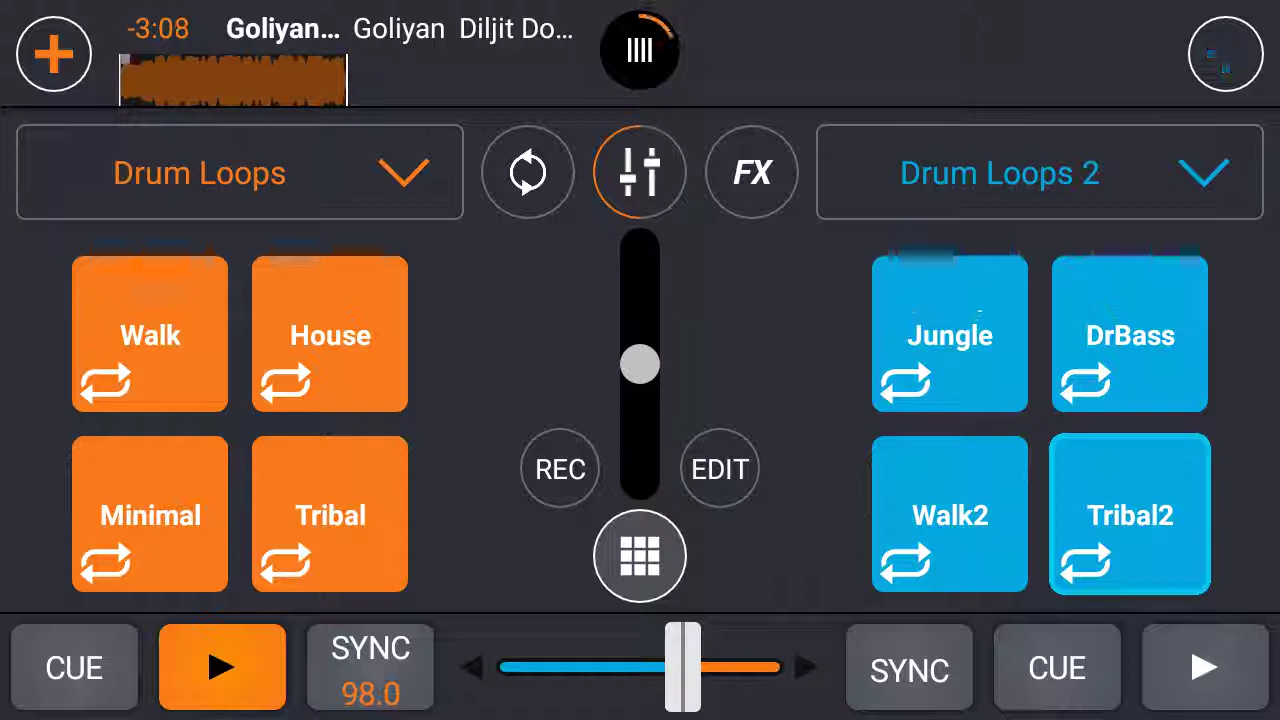 -3:08 Goliyan... Goliyan Diljit Do...
Drum Loops
FX
Drum Loops 2
Walk House
Jungle DrBass
REC EDIT
Minimal Tribal
Walk2 Tribal2
CUE
SYNC
98.0
SYNC
CUE